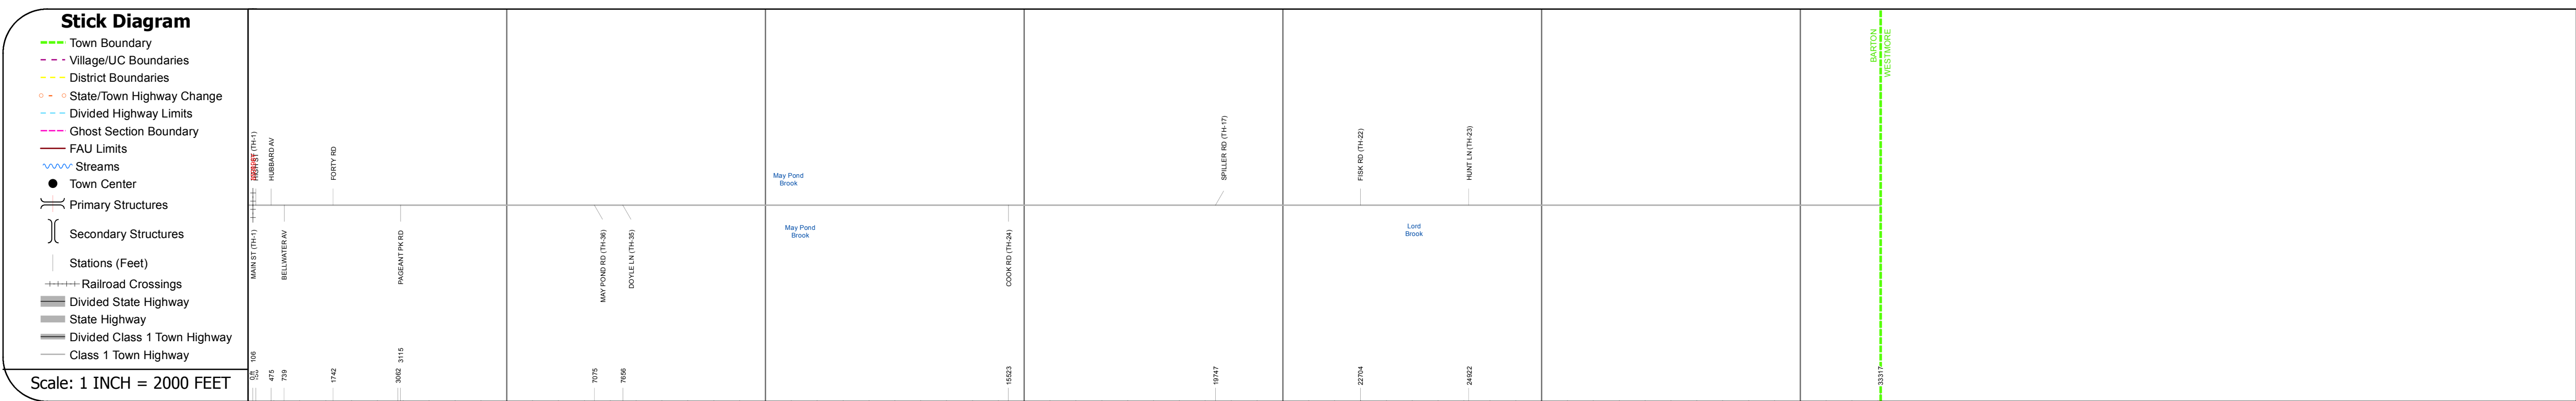 Stick Diagram
Town Boundary
Village/UC Boundaries
District Boundaries
State/Town Highway Change
Divided Highway Limits
Ghost Section Boundary
FAU Limits
Streams
Town Center
Primary Structures
Secondary Structures
Stations (Feet)
Railroad Crossings
Divided State Highway
State Highway
Divided Class 1 Town Highway
Class 1 Town Highway
Scale: 1 INCH = 2000 FEET
ST (TH-1)
HUBBARD AV
FORTY RD
May Pond
Brook
SPILLER RD (TH-17)
FISK RD (TH-22)
HUNT LN (TH-23)
BARTON
WESTMORE
MAIN ST (TH-1)
BELLWATER AV
PAGEANT PK RD
MAY POND RD (TH-36)
DOYLE LN (TH-35)
May Pond
Brook
COOK RD (TH-24)
Lord
Brook
106
475
739
1742
3062
3115
7075
7656
15523
19747
22704
24922
33317